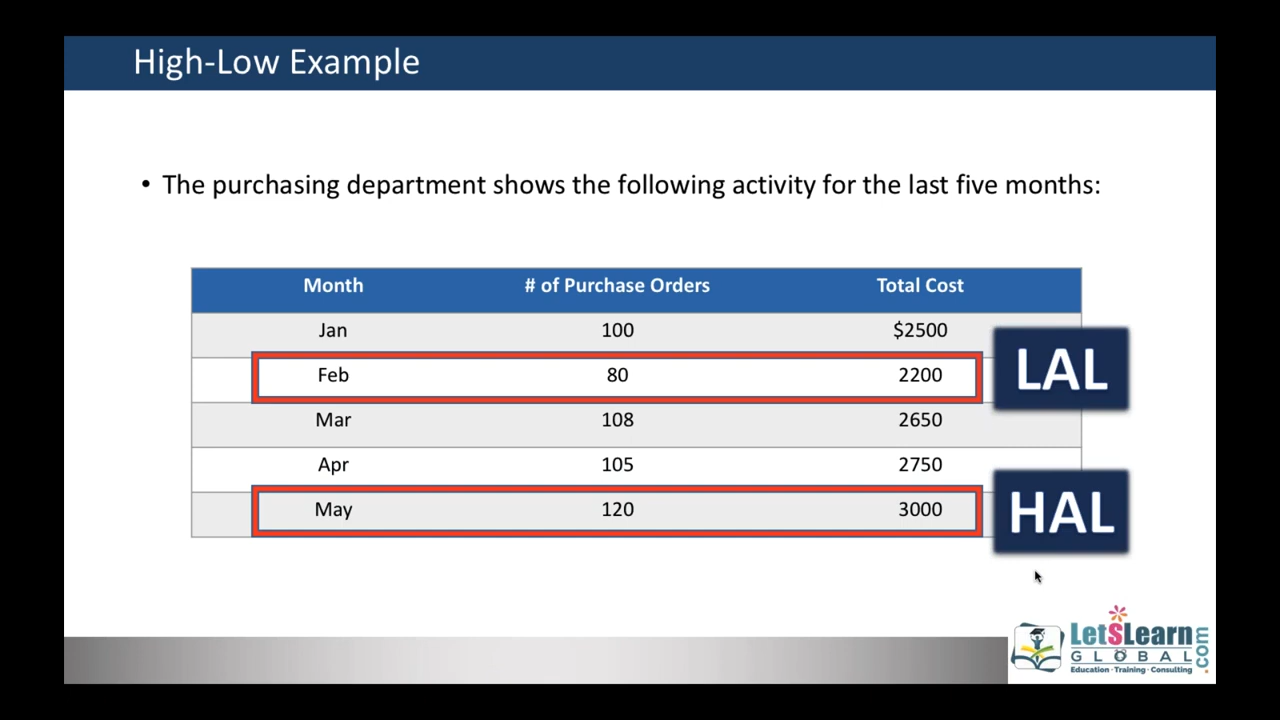 High-Low Example
• The purchasing department shows the following activity for the last five months:
Month # of Purchase Orders Total Cost
Jan 100 $2500
Feb 80 2200
LAL
Mar 108 2650
Apr 105 2750
May 120 3000
HAL
LetSLearn
GLOBAL
.com
Education · Training · Consulting